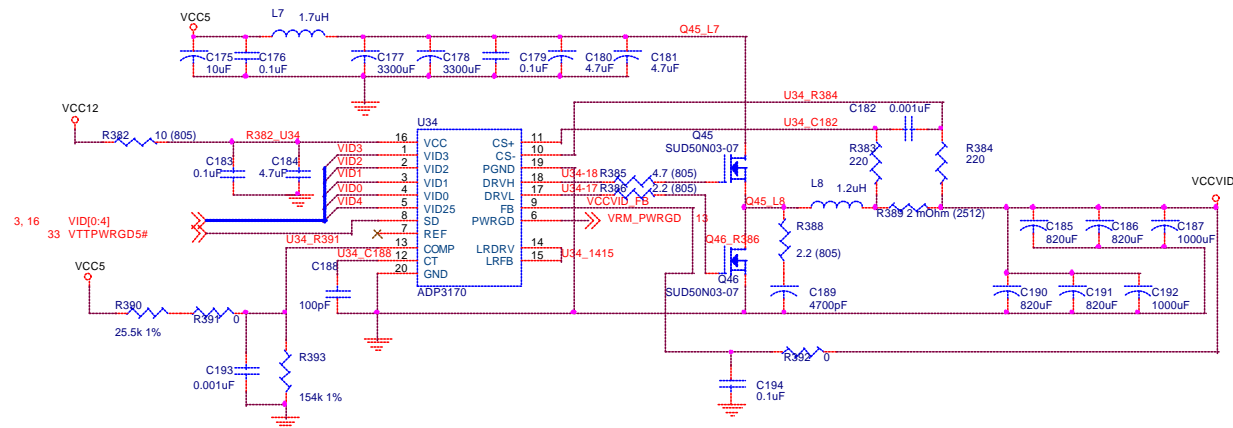 VCC5
L7
1.7uH
Q45_L7
C175
10uF
C176
0.1uF
C177
3300uF
C178
3300uF
C179
0.1uF
C180
4.7uF
C181
4.7uF
VCC12
R382
10 (805)
R382_U34
C183
0.1uF
C184
4.7uF
U34
U34_R384
C182
0.001uF
U34_C182
R383
220
R384
220
VID3
VID2
VID1
VID0
VID4
16 VCC
1 VID3
2 VID2
3 VID1
4 VID0
5 VID25
8 SD
7 REF
13 COMP
12 CT
20 GND
CS+ 11
CS- 10
PGND 19
DRVH 18
DRVL 17
FB 9
PWRGD 6
LRDRV 14
LRFB 15
ADP3170
Q45
SUD50N03-07
U34-18
R385
4.7 (805)
U34-17
R386
2.2 (805)
VCCVID_FB
VRM_PWRGD
13
U34_1415
Q45_L8
L8
1.2uH
R389 2 mOhm (2512)
VCCVID
3, 16 VID[0:4]
33 VTTPWRGD5#
U34_R391
U34_C188
C188
100pF
Q46_R386
Q46
SUD50N03-07
R388
2.2 (805)
C189
4700pF
C185
820uF
C186
820uF
C187
1000uF
C190
820uF
C191
820uF
C192
1000uF
VCC5
R390
25.5k 1%
R391
0
C193
0.001uF
R393
154k 1%
R392
0
C194
0.1uF